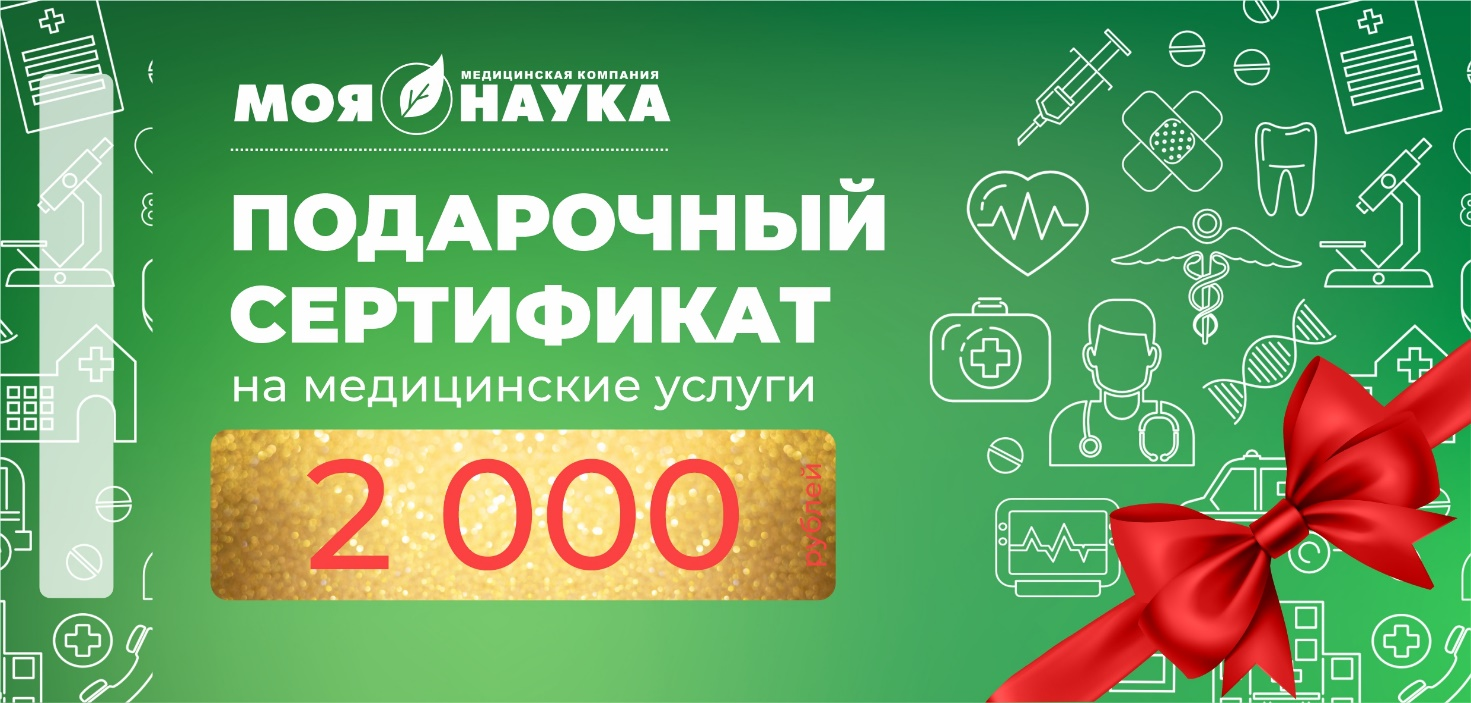 МЕДИЦИНСКАЯ КОМПАНИЯ
МОЯ НАУКА
ПОДАРОЧНЫЙ
СЕРТИФИКАТ
на медицинские услуги
2 000
рублей